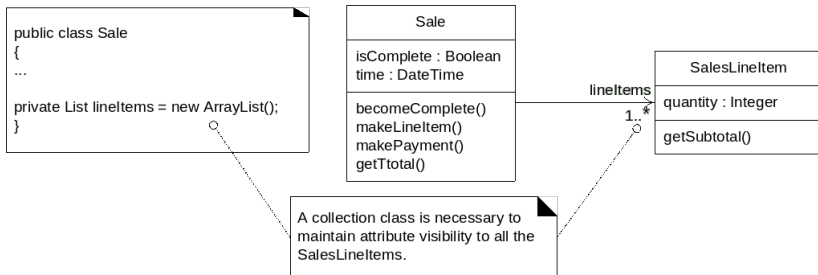 public class Sale
{
...
private List lineItems = new ArrayList();
}
Sale
isComplete : Boolean
time : DateTime
becomeComplete()
makeLineItem()
makePayment()
getTtotal()
lineItems
1..*
SalesLineItem
quantity : Integer
getSubtotal()
A collection class is necessary to
maintain attribute visibility to all the
SalesLineItems.